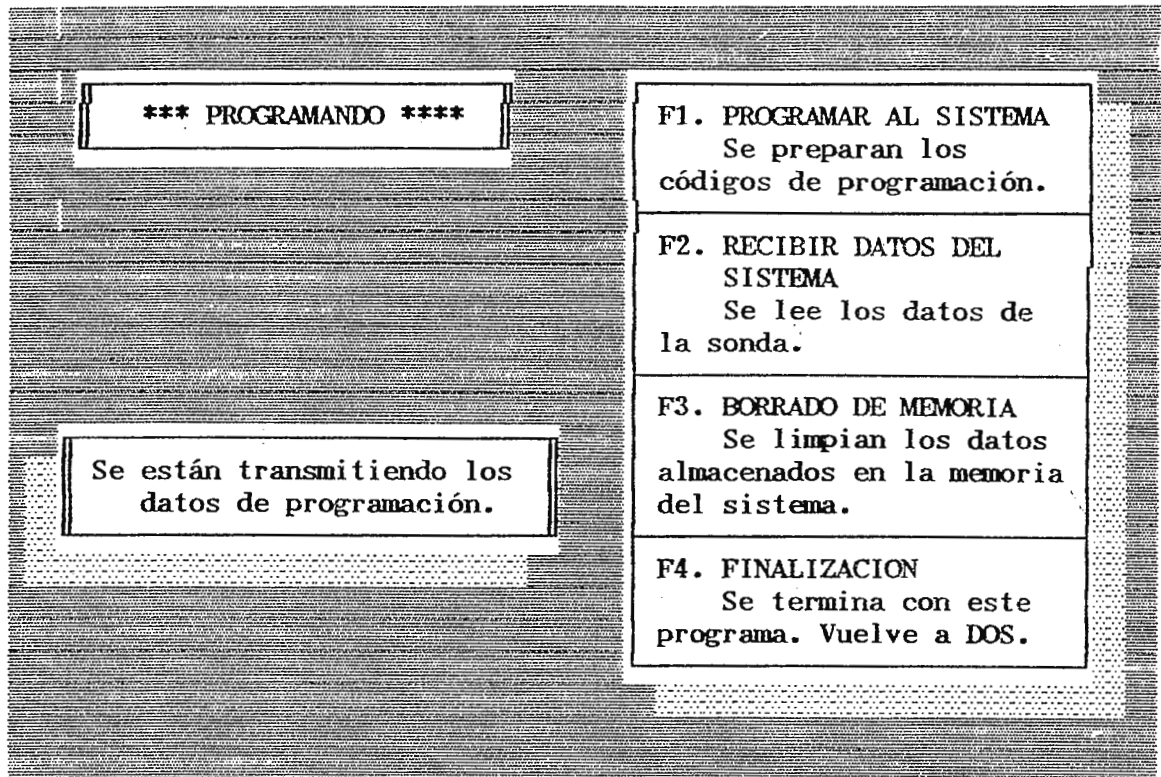 *** PROGRAMANDO ****
Se están transmitiendo los
datos de programación.
F1. PROGRAMAR AL SISTEMA
Se preparan los
códigos de programación.
F2. RECIBIR DATOS DEL
SISTEMA
Se lee los datos de
la sonda.
F3. BORRADO DE MEMORIA
Se limpian los datos
almacenados en la memoria
del sistema.
F4. FINALIZACION
Se termina con este
programa. Vuelve a DOS.